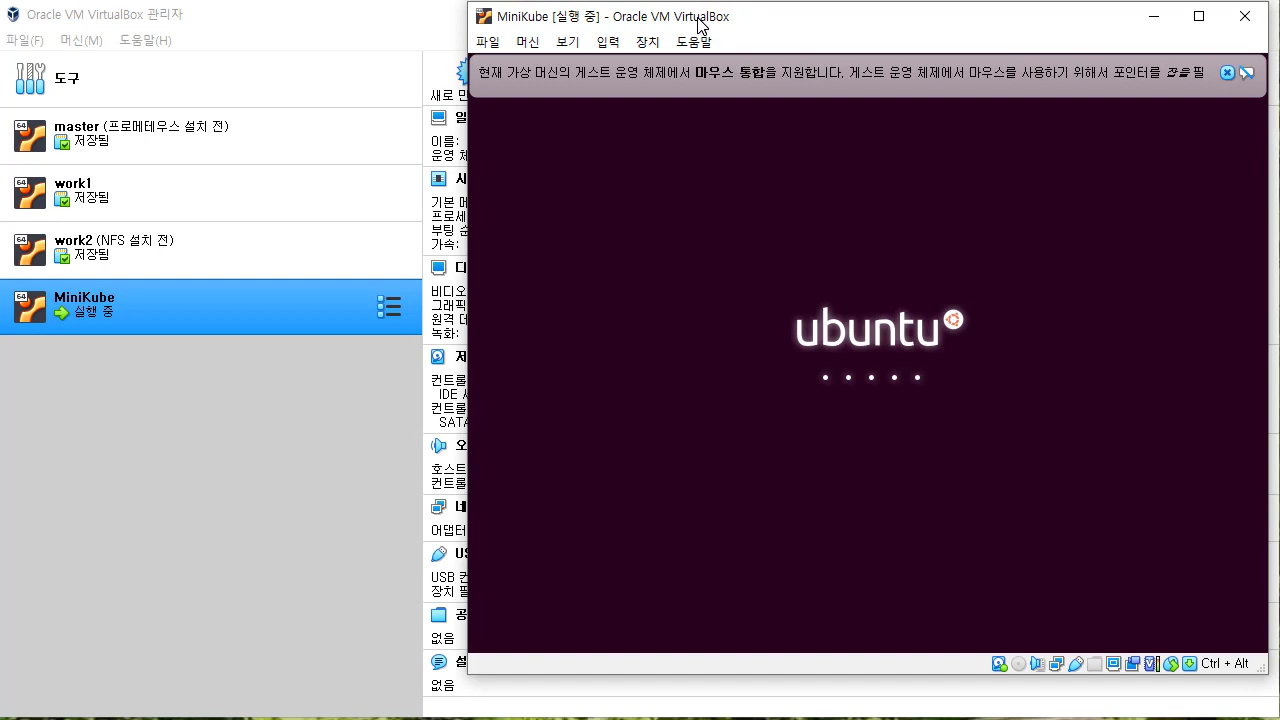 Oracle VM VirtualBox 관리자
파일(F) 머신(M) 도움말(H)
도구
master (프로메테우스 설치 전)
저장됨
work1
저장됨
work2 (NFS 설치 전)
저장됨
MiniKube
실행 중
새로 만
일
이름:
운영 체
시
기본 메
프로세
부팅 순
가속:
디
비디오
그래픽
원격 데
녹화:
컨트롤
IDE
컨트롤
SATA
오
호스트
컨트롤
네
어댑터
USB
USB 컨
장치 필
공
없음
설
없음
MiniKube [실행 중] - Oracle VM VirtualBox
파일 머신 보기 입력 장치 도움말
현재 가상 머신의 게스트 운영 체제에서 마우스 통합을 지원합니다. 게스트 운영 체제에서 마우스를 사용하기 위해서 포인터를
ubuntu
Ctrl + Alt